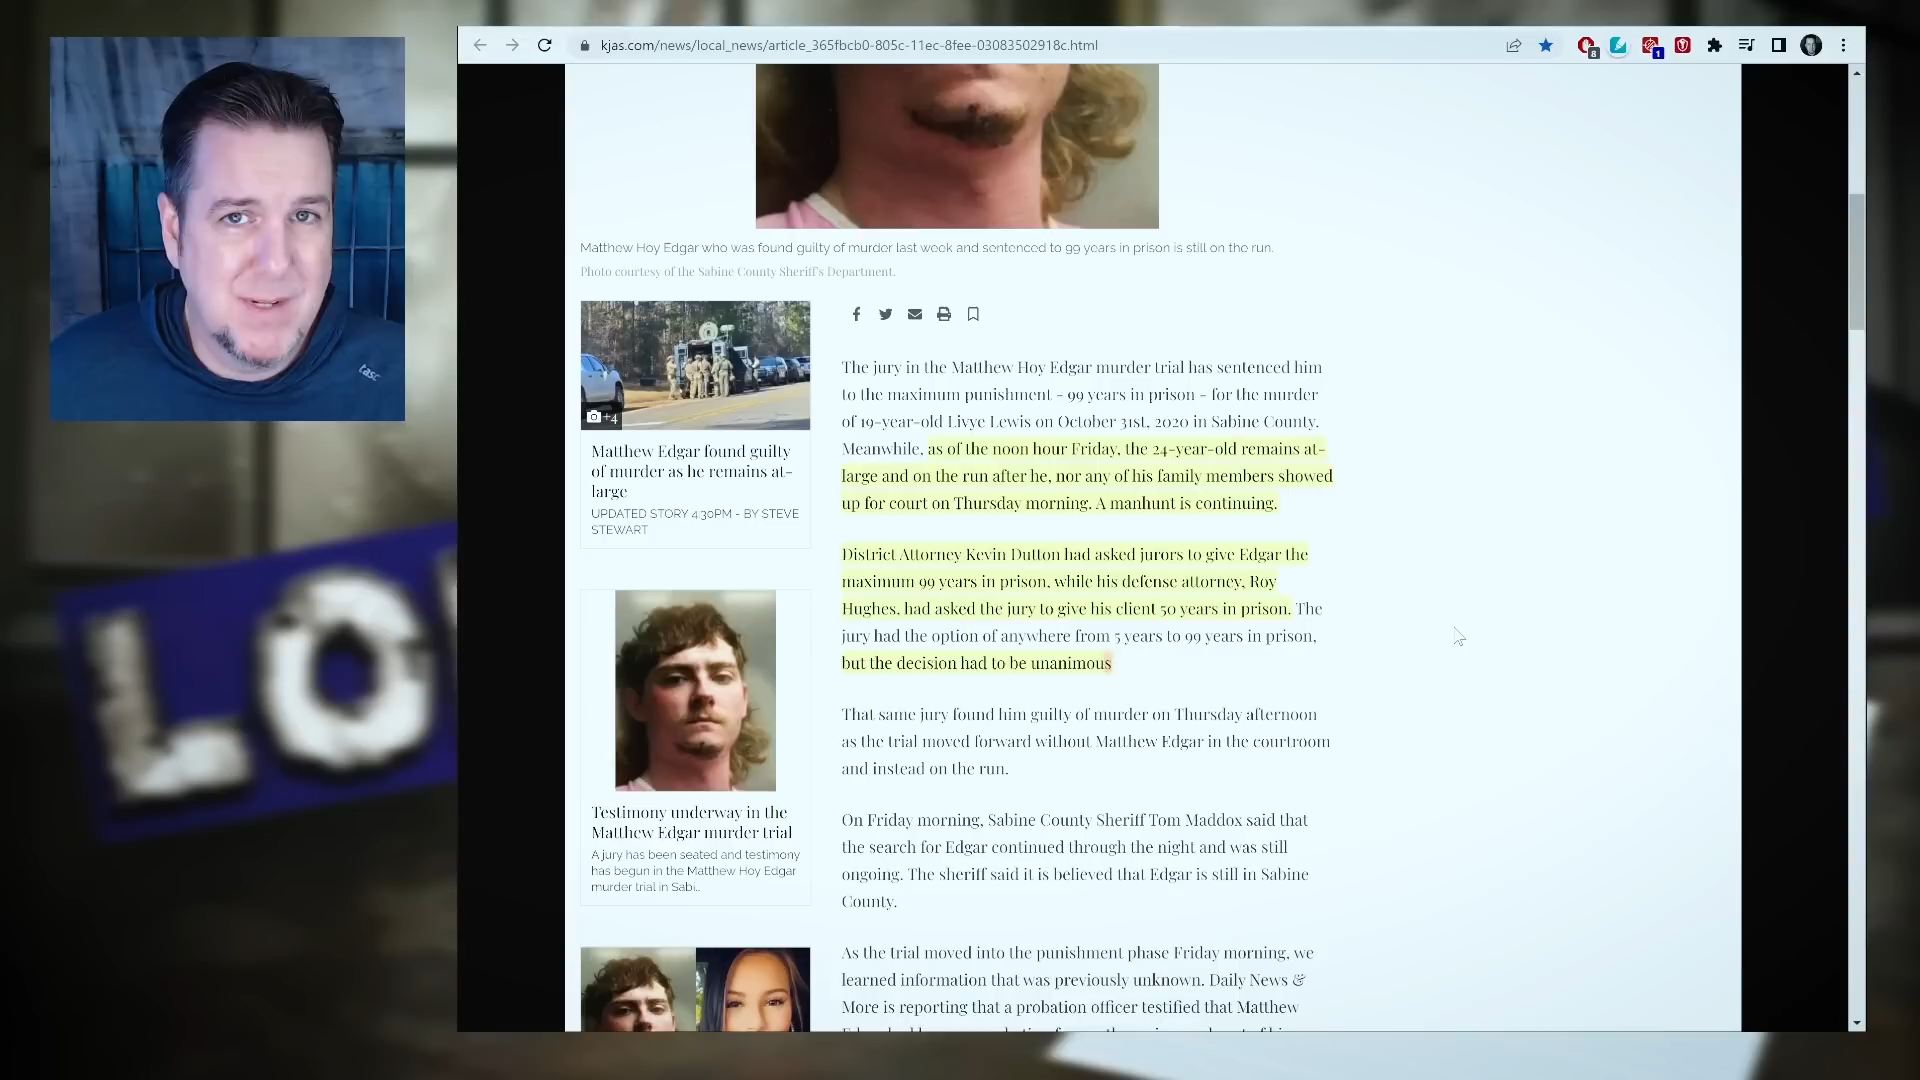 kjas.com/news/local_news/article_365fbcb0-805c-11ec-8fee-03083502918c.html
8
1
Matthew Hoy Edgar who was found guilty of murder last week and sentenced to 99 years in prison is still on the run.
Photo courtesy of the Sabine County Sheriff's Department.
+4
Matthew Edgar found guilty
of murder as he remains at-
large
UPDATED STORY 4:30PM - BY STEVE
STEWART
Testimony underway in the
Matthew Edgar murder trial
A jury has been seated and testimony
has begun in the Matthew Hoy Edgar
murder trial in Sabi...
The jury in the Matthew Hoy Edgar murder trial has sentenced him
to the maximum punishment - 99 years in prison - for the murder
of 19-year-old Livye Lewis on October 31st, 2020 in Sabine County.
Meanwhile, as of the noon hour Friday, the 24-year-old remains at-
large and on the run after he, nor any of his family members showed
up for court on Thursday morning. A manhunt is continuing.
District Attorney Kevin Dutton had asked jurors to give Edgar the
maximum 99 years in prison, while his defense attorney, Roy
Hughes, had asked the jury to give his client 50 years in prison. The
jury had the option of anywhere from 5 years to 99 years in prison,
but the decision had to be unanimous
That same jury found him guilty of murder on Thursday afternoon
as the trial moved forward without Matthew Edgar in the courtroom
and instead on the run.
On Friday morning, Sabine County Sheriff Tom Maddox said that
the search for Edgar continued through the night and was still
ongoing. The sheriff said it is believed that Edgar is still in Sabine
County.
As the trial moved into the punishment phase Friday morning, we
learned information that was previously unknown. Daily News &
More is reporting that a probation officer testified that Matthew
tasc
LO